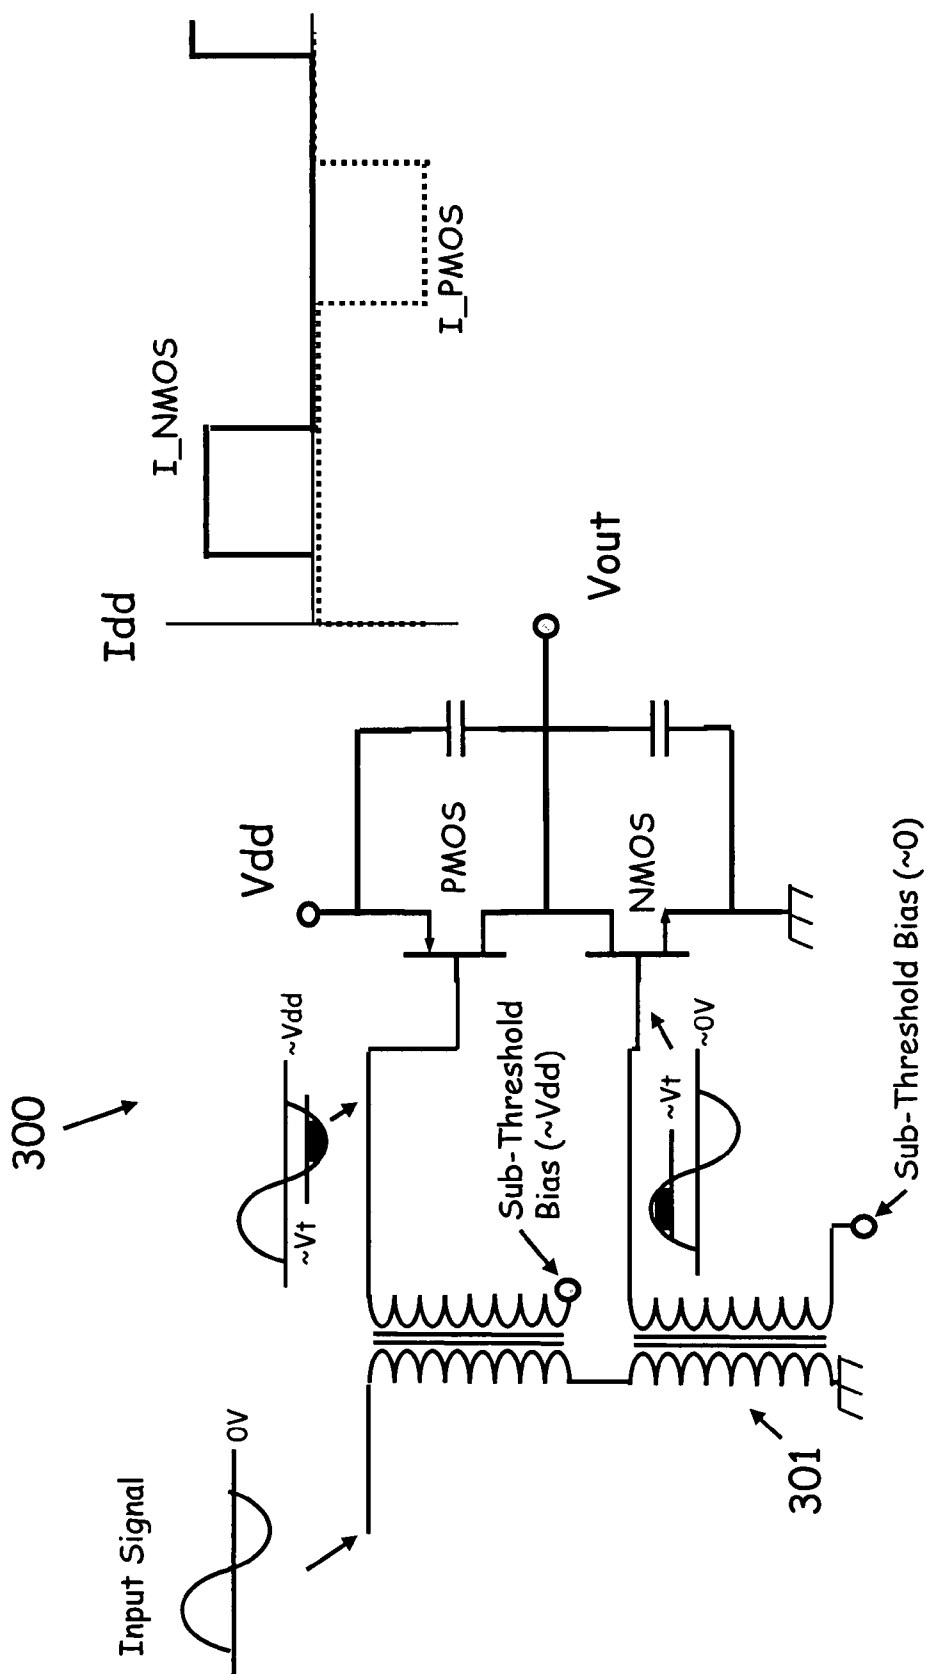 300
Input Signal
0V
~Vdd
~Vt
Vdd
Idd
I_NMOS
I_PMOS
PMOS
Vout
Sub-Threshold
Bias (~Vdd)
NMOS
~Vt
~0V
301
Sub-Threshold Bias (~0)